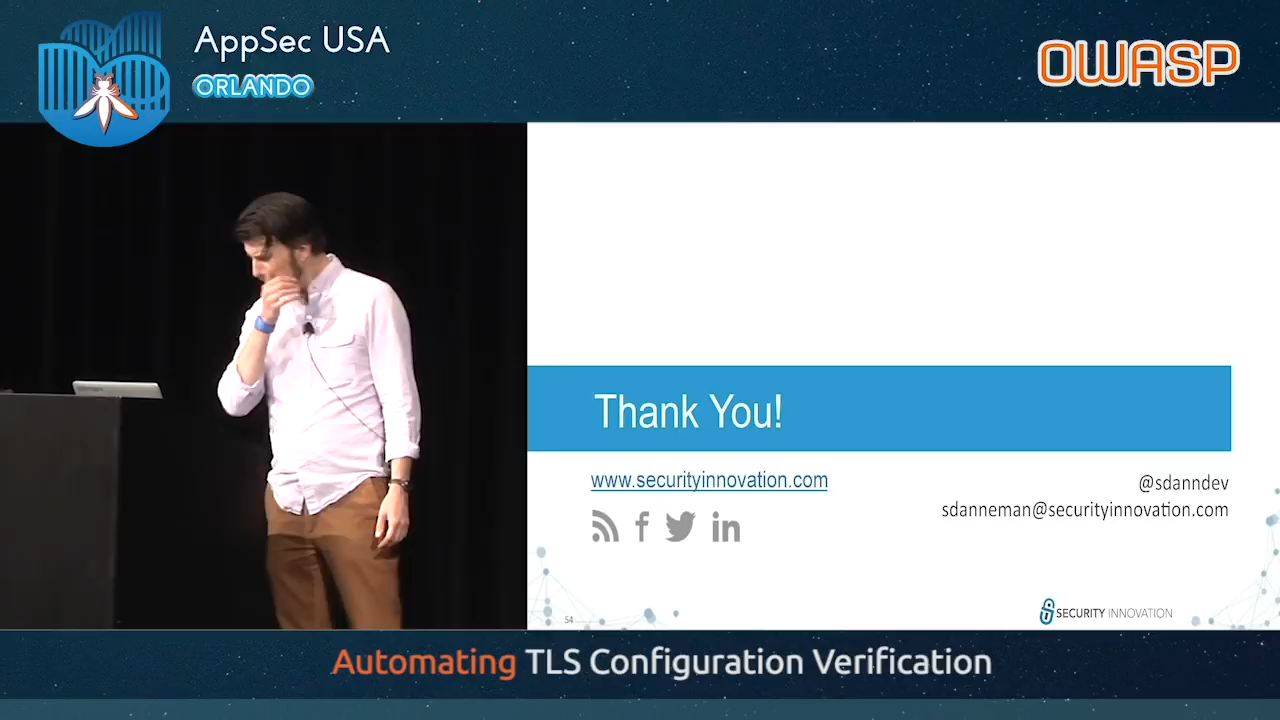 AppSec USA
ORLANDO
OWASP
Thank You!
www.securityinnovation.com
@sdanndev
sdanneman@securityinnovation.com
54
SECURITY INNOVATION
Automating TLS Configuration Verification